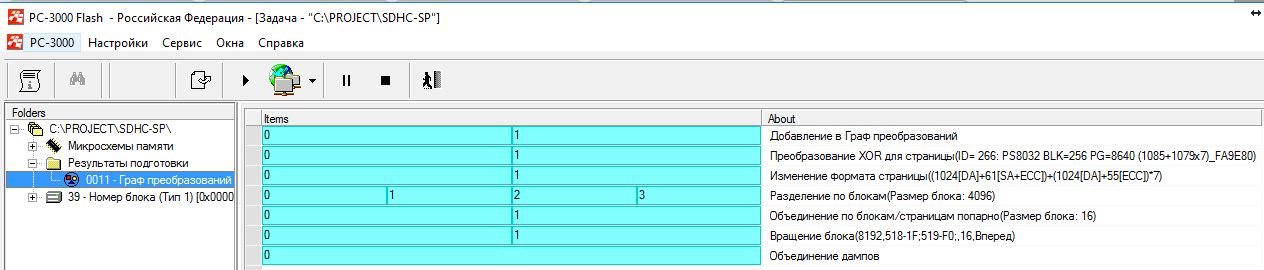 PC-3000 Flash - Российская Федерация - [Задача - "C:\PROJECT\SDHC-SP"]
PC-3000 Настройки Сервис Окна Справка
Folders
C:\PROJECT\SDHC-SP\
Микросхемы памяти
Результаты подготовки
0011 - Граф преобразований
39 - Номер блока (Тип 1) [0x0000
Items About
0 1 Добавление в Граф преобразований
0 1 Преобразование XOR для страницы(ID= 266: PS8032 BLK=256 PG=8640 (1085+1079x7)_FA9E80)
0 1 Изменение формата страницы((1024[DA]+61[SA+ECC])+(1024[DA]+55[ECC])*7)
0 1 2 3 Разделение по блокам(Размер блока: 4096)
0 1 Объединение по блокам/страницам попарно(Размер блока: 16)
0 1 Вращение блока(8192,518-1F;519-F0;,16,Вперед)
0 Объединение дампов